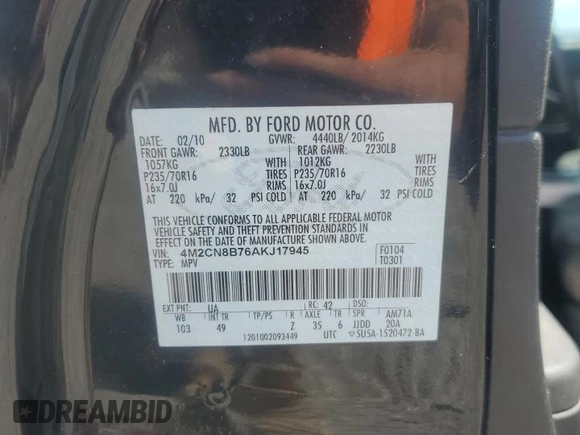 MFD. BY FORD MOTOR CO.
DATE: 02/10 GVWR: 4440LB/ 2014KG
FRONT GAWR: 2330LB REAR GAWR: 2230LB
1057KG WITH 1012KG WITH
P235/70R16 TIRES P235/70R16 TIRES
16x7.0J RIMS 16x7.0J RIMS
AT 220 kPa/ 32 PSI COLD AT 220 kPa/ 32 PSI COLD
THIS VEHICLE CONFORMS TO ALL APPLICABLE FEDERAL MOTOR
VEHICLE SAFETY AND THEFT PREVENTION STANDARDS IN
EFFECT ON THE DATE OF MANUFACTURE SHOWN ABOVE.
VIN: 4M2CN8B76AKJ17945 F0104
TYPE: MPV T0301
EXT PNT: UA RC: 42 DSO:
WB INT TR TP/PS R AXLE TR SPR AM71A
103 49 Z 35 6 JJDD 20A
1201002093449 UTC 5U5A-1520472-BA
DREAMBID